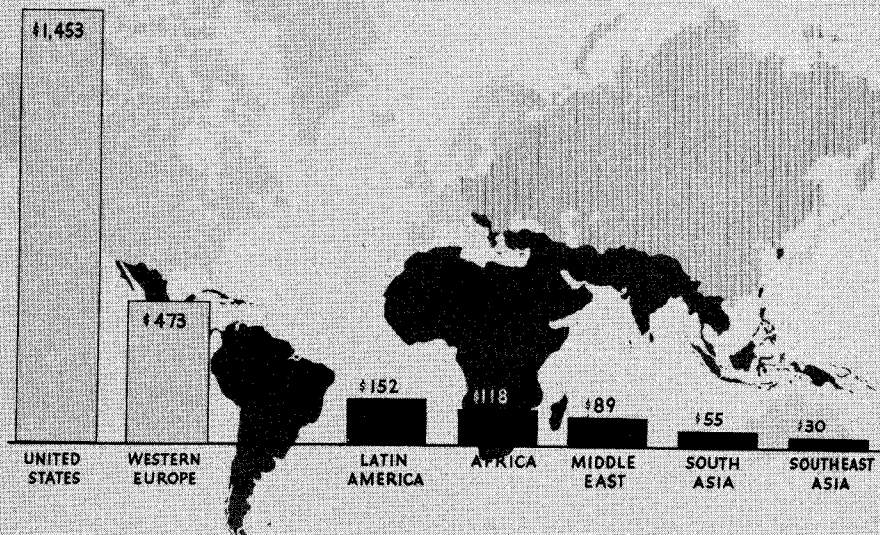 $1,453
$473
$152
$118
$89
$55
$30
UNITED
STATES
WESTERN
EUROPE
LATIN
AMERICA
AFRICA
MIDDLE
EAST
SOUTH
ASIA
SOUTHEAST
ASIA